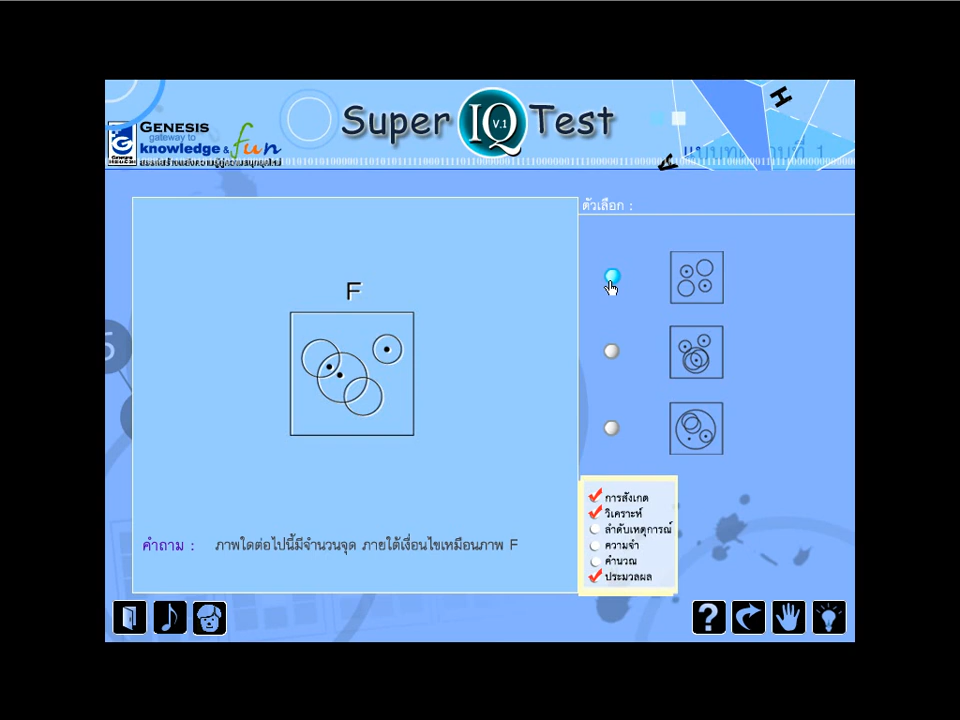 Super IQ Test
V.1
GENESIS
gateway to
knowledge & fun
H
A
ตัวเลือก :
F
การสังเกต
วิเคราะห์
ลำดับเหตุการณ์
ความจำ
คำนวณ
ประมวลผล
คำถาม : ภาพใดต่อไปนี้มีจำนวนจุด ภายใต้เงื่อนไขเหมือนภาพ F
?